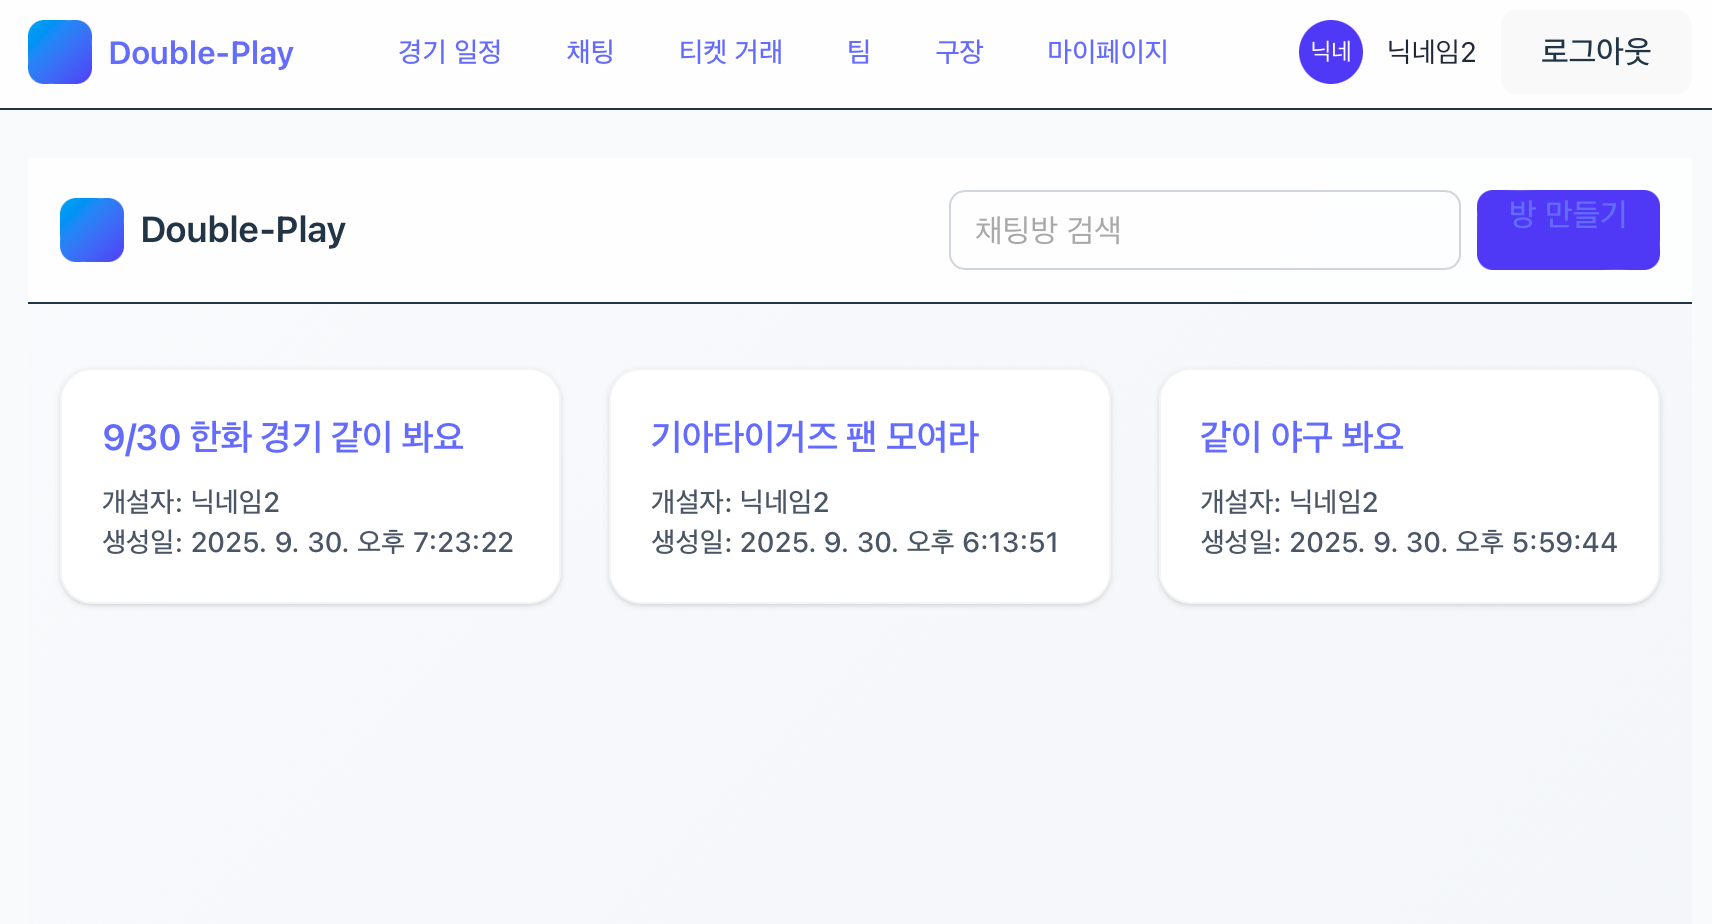 Double-Play 경기 일정 채팅 티켓 거래 팀 구장 마이페이지 닉네 닉네임2 로그아웃
Double-Play 채팅방 검색 방 만들기
9/30 한화 경기 같이 봐요
개설자: 닉네임2
생성일: 2025. 9. 30. 오후 7:23:22
기아타이거즈 팬 모여라
개설자: 닉네임2
생성일: 2025. 9. 30. 오후 6:13:51
같이 야구 봐요
개설자: 닉네임2
생성일: 2025. 9. 30. 오후 5:59:44